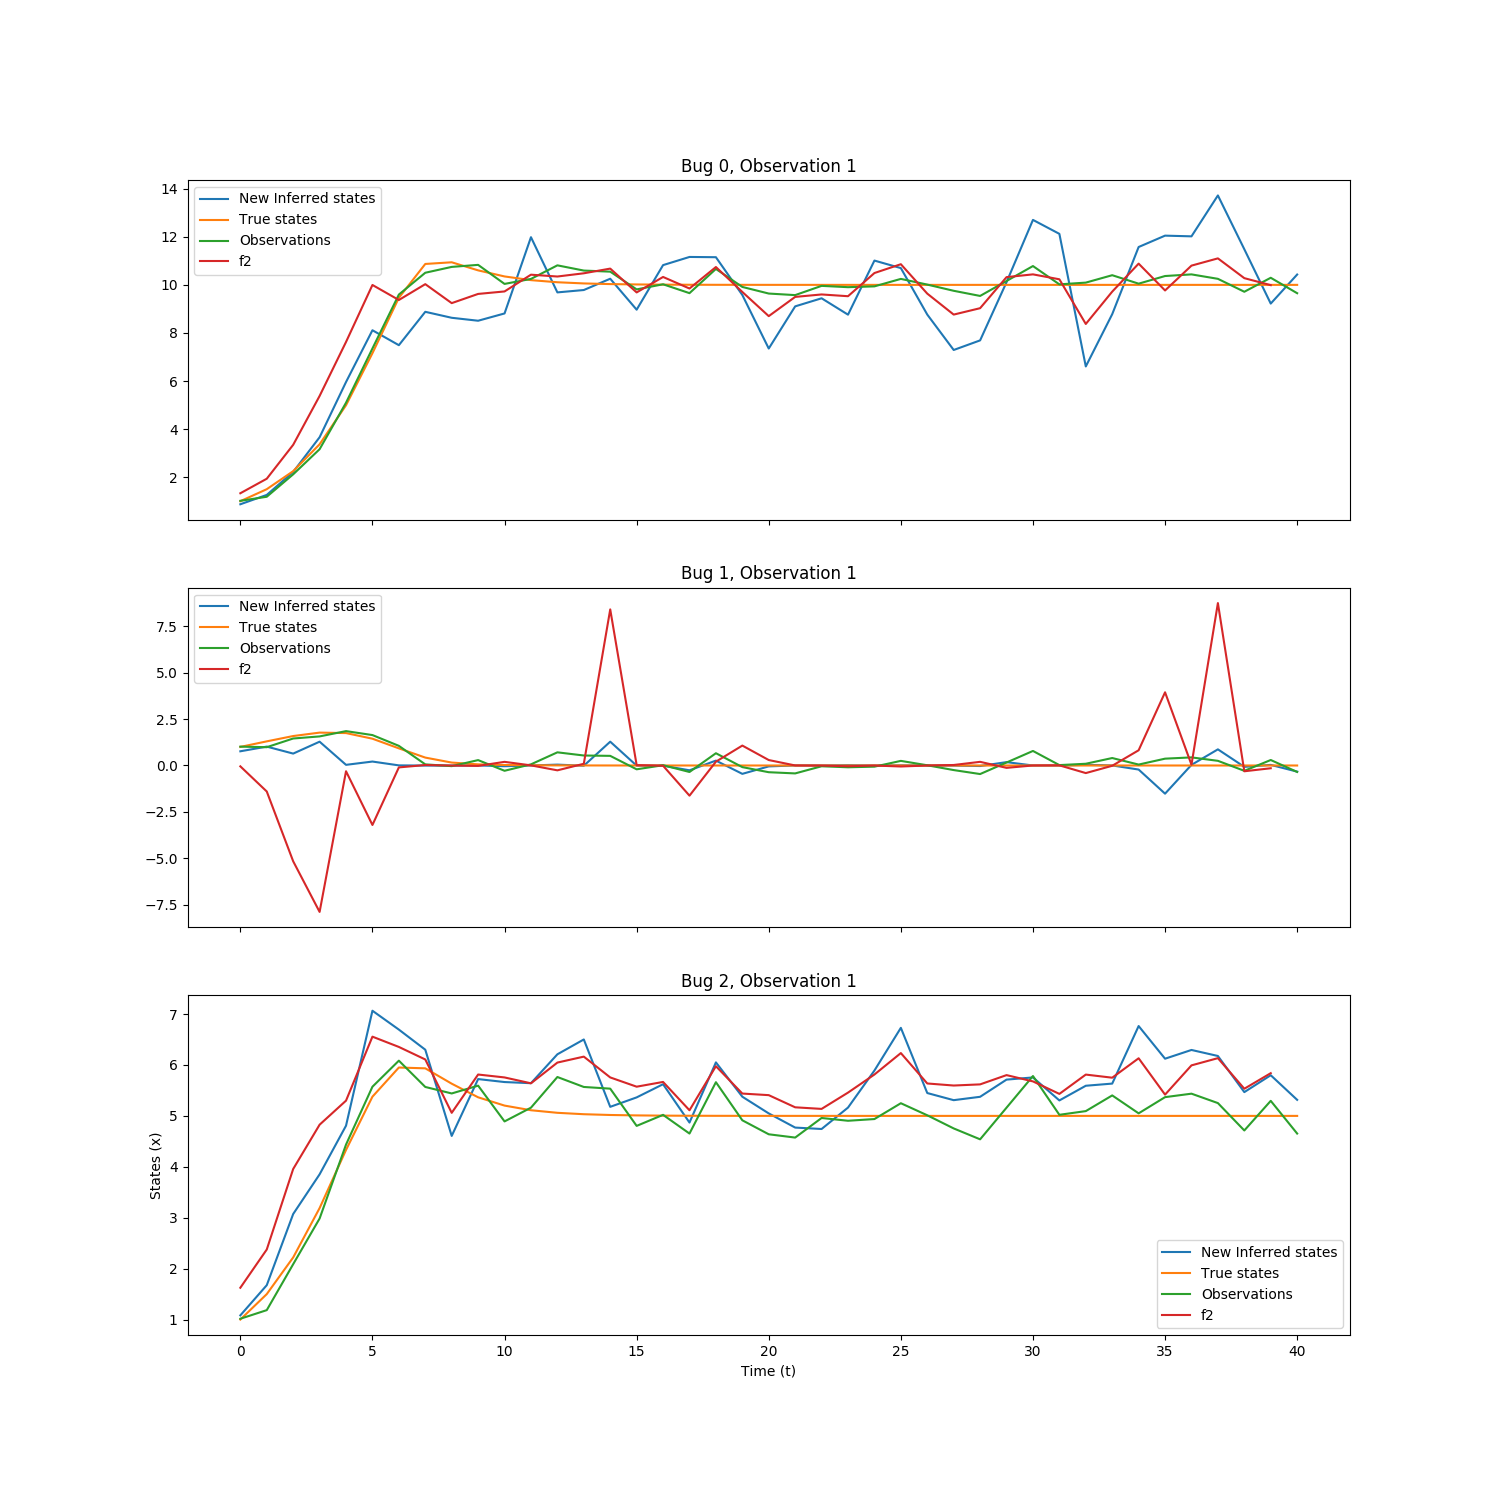 Bug 0, Observation 1
14
12
10
8
6
4
2
New Inferred states
True states
Observations
f2
Bug 1, Observation 1
7.5
5.0
2.5
0.0
−2.5
−5.0
−7.5
New Inferred states
True states
Observations
f2
Bug 2, Observation 1
7
6
5
4
3
2
1
States (x)
New Inferred states
True states
Observations
f2
0 5 10 15 20 25 30 35 40
Time (t)